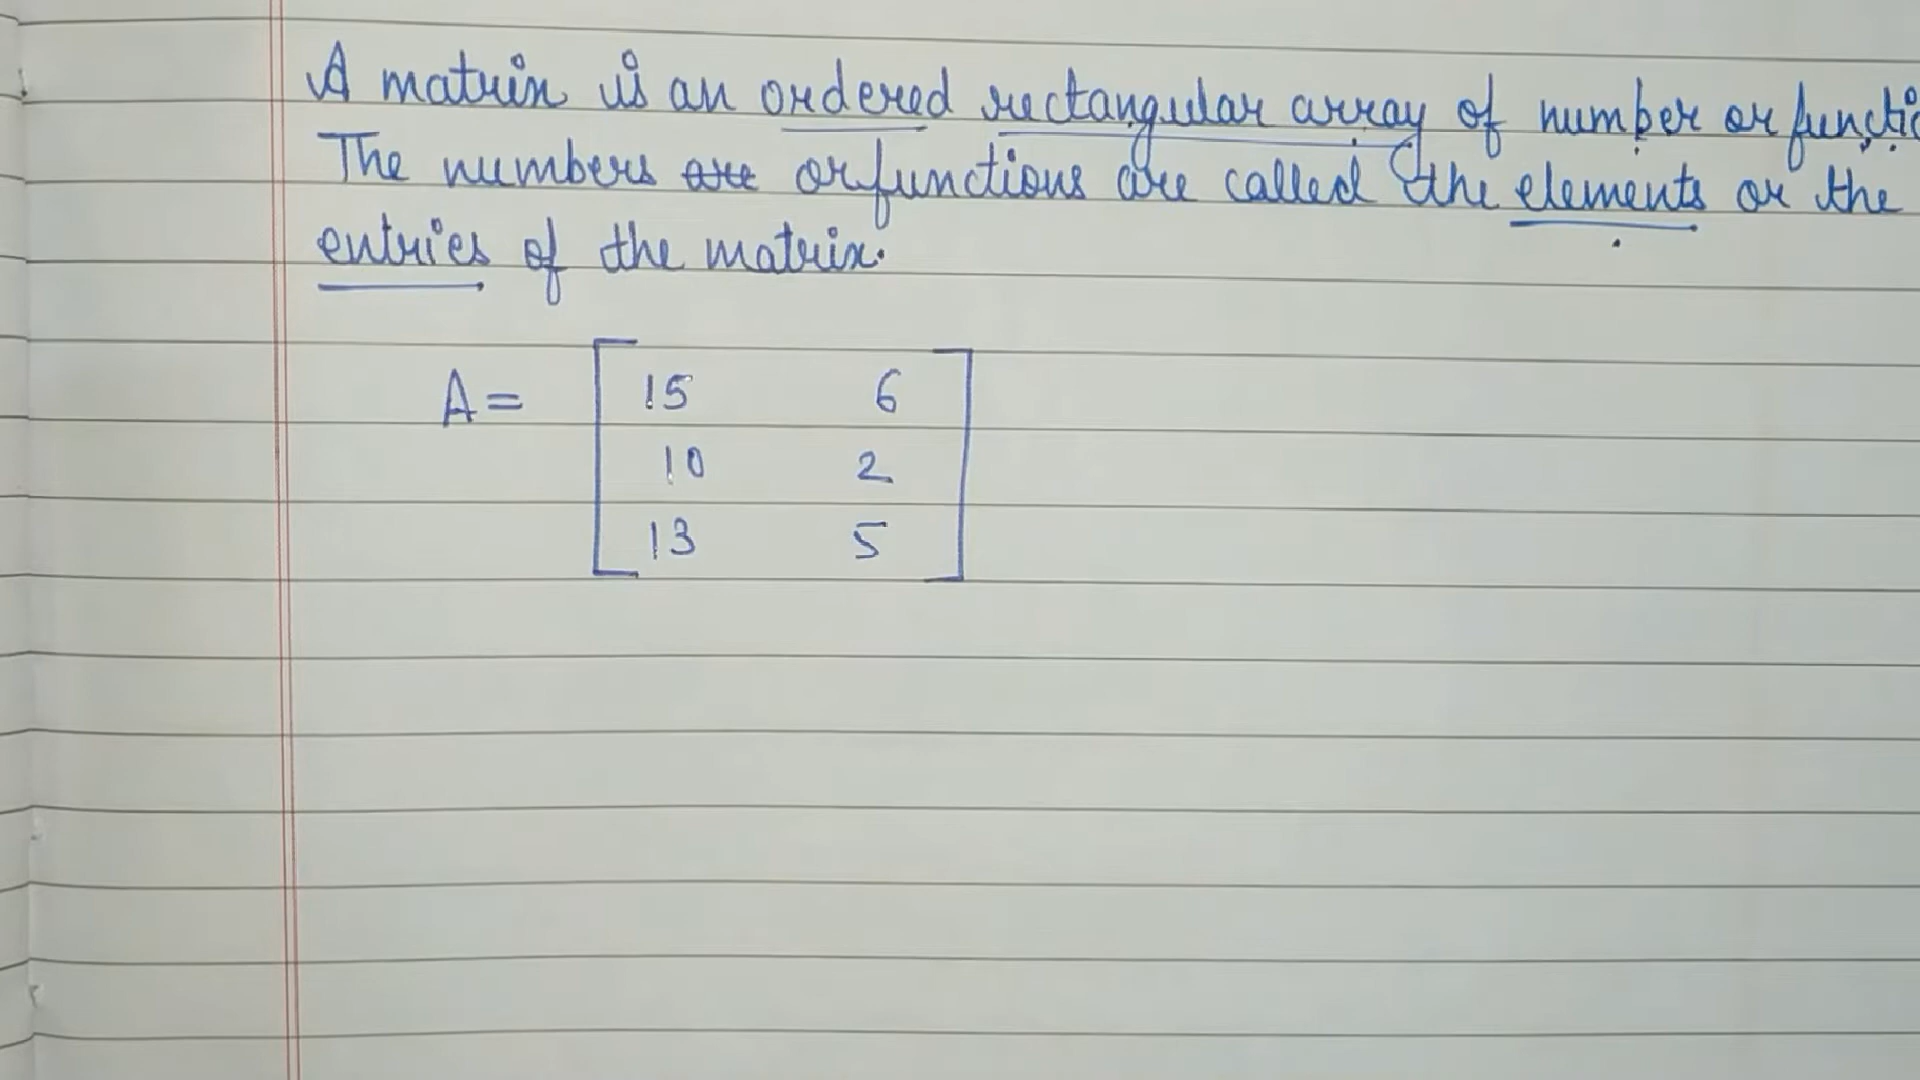 A matrix is an ordered rectangular array of number or functio
The numbers are or functions are called the elements or the
entries of the matrix.
A = [ 15 6
10 2
13 5 ]